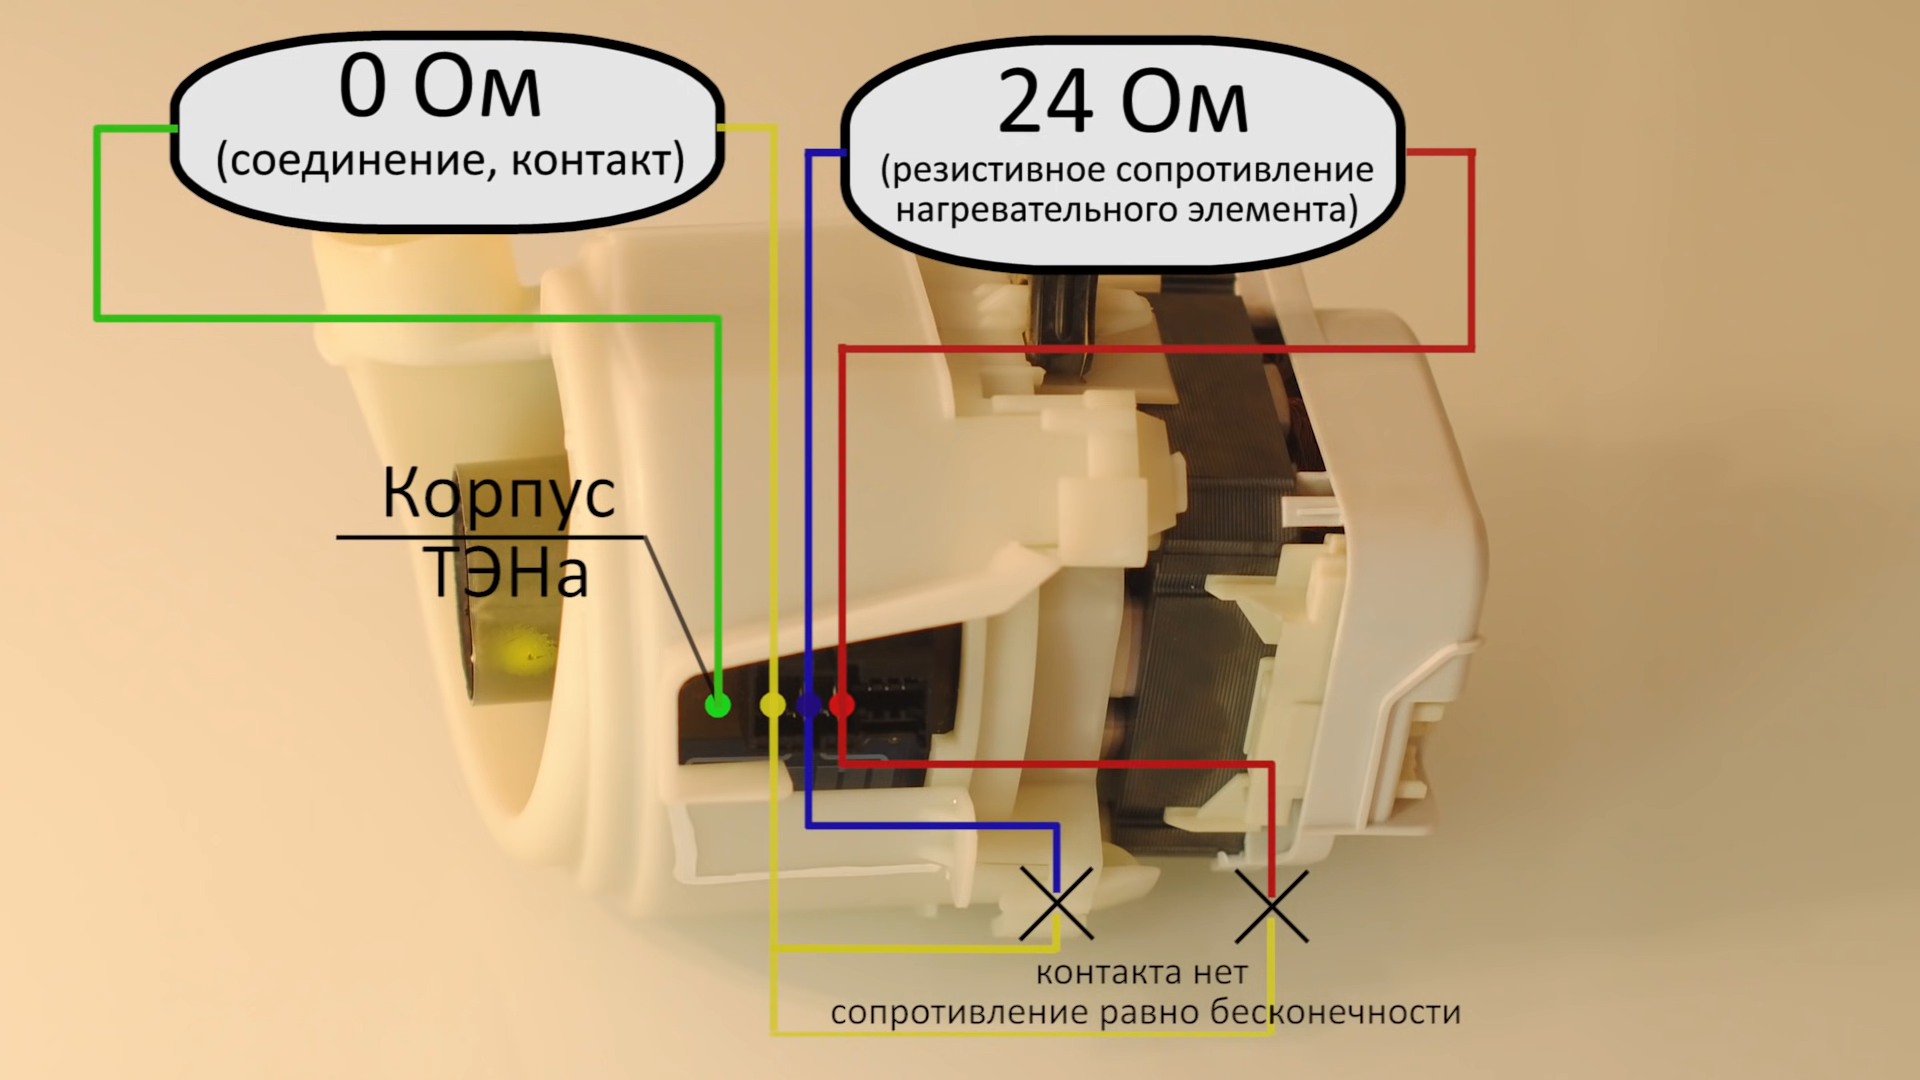 0 Ом
(соединение, контакт)
24 Ом
(резистивное сопротивление
нагревательного элемента)
Корпус
ТЭНа
контакта нет
сопротивление равно бесконечности